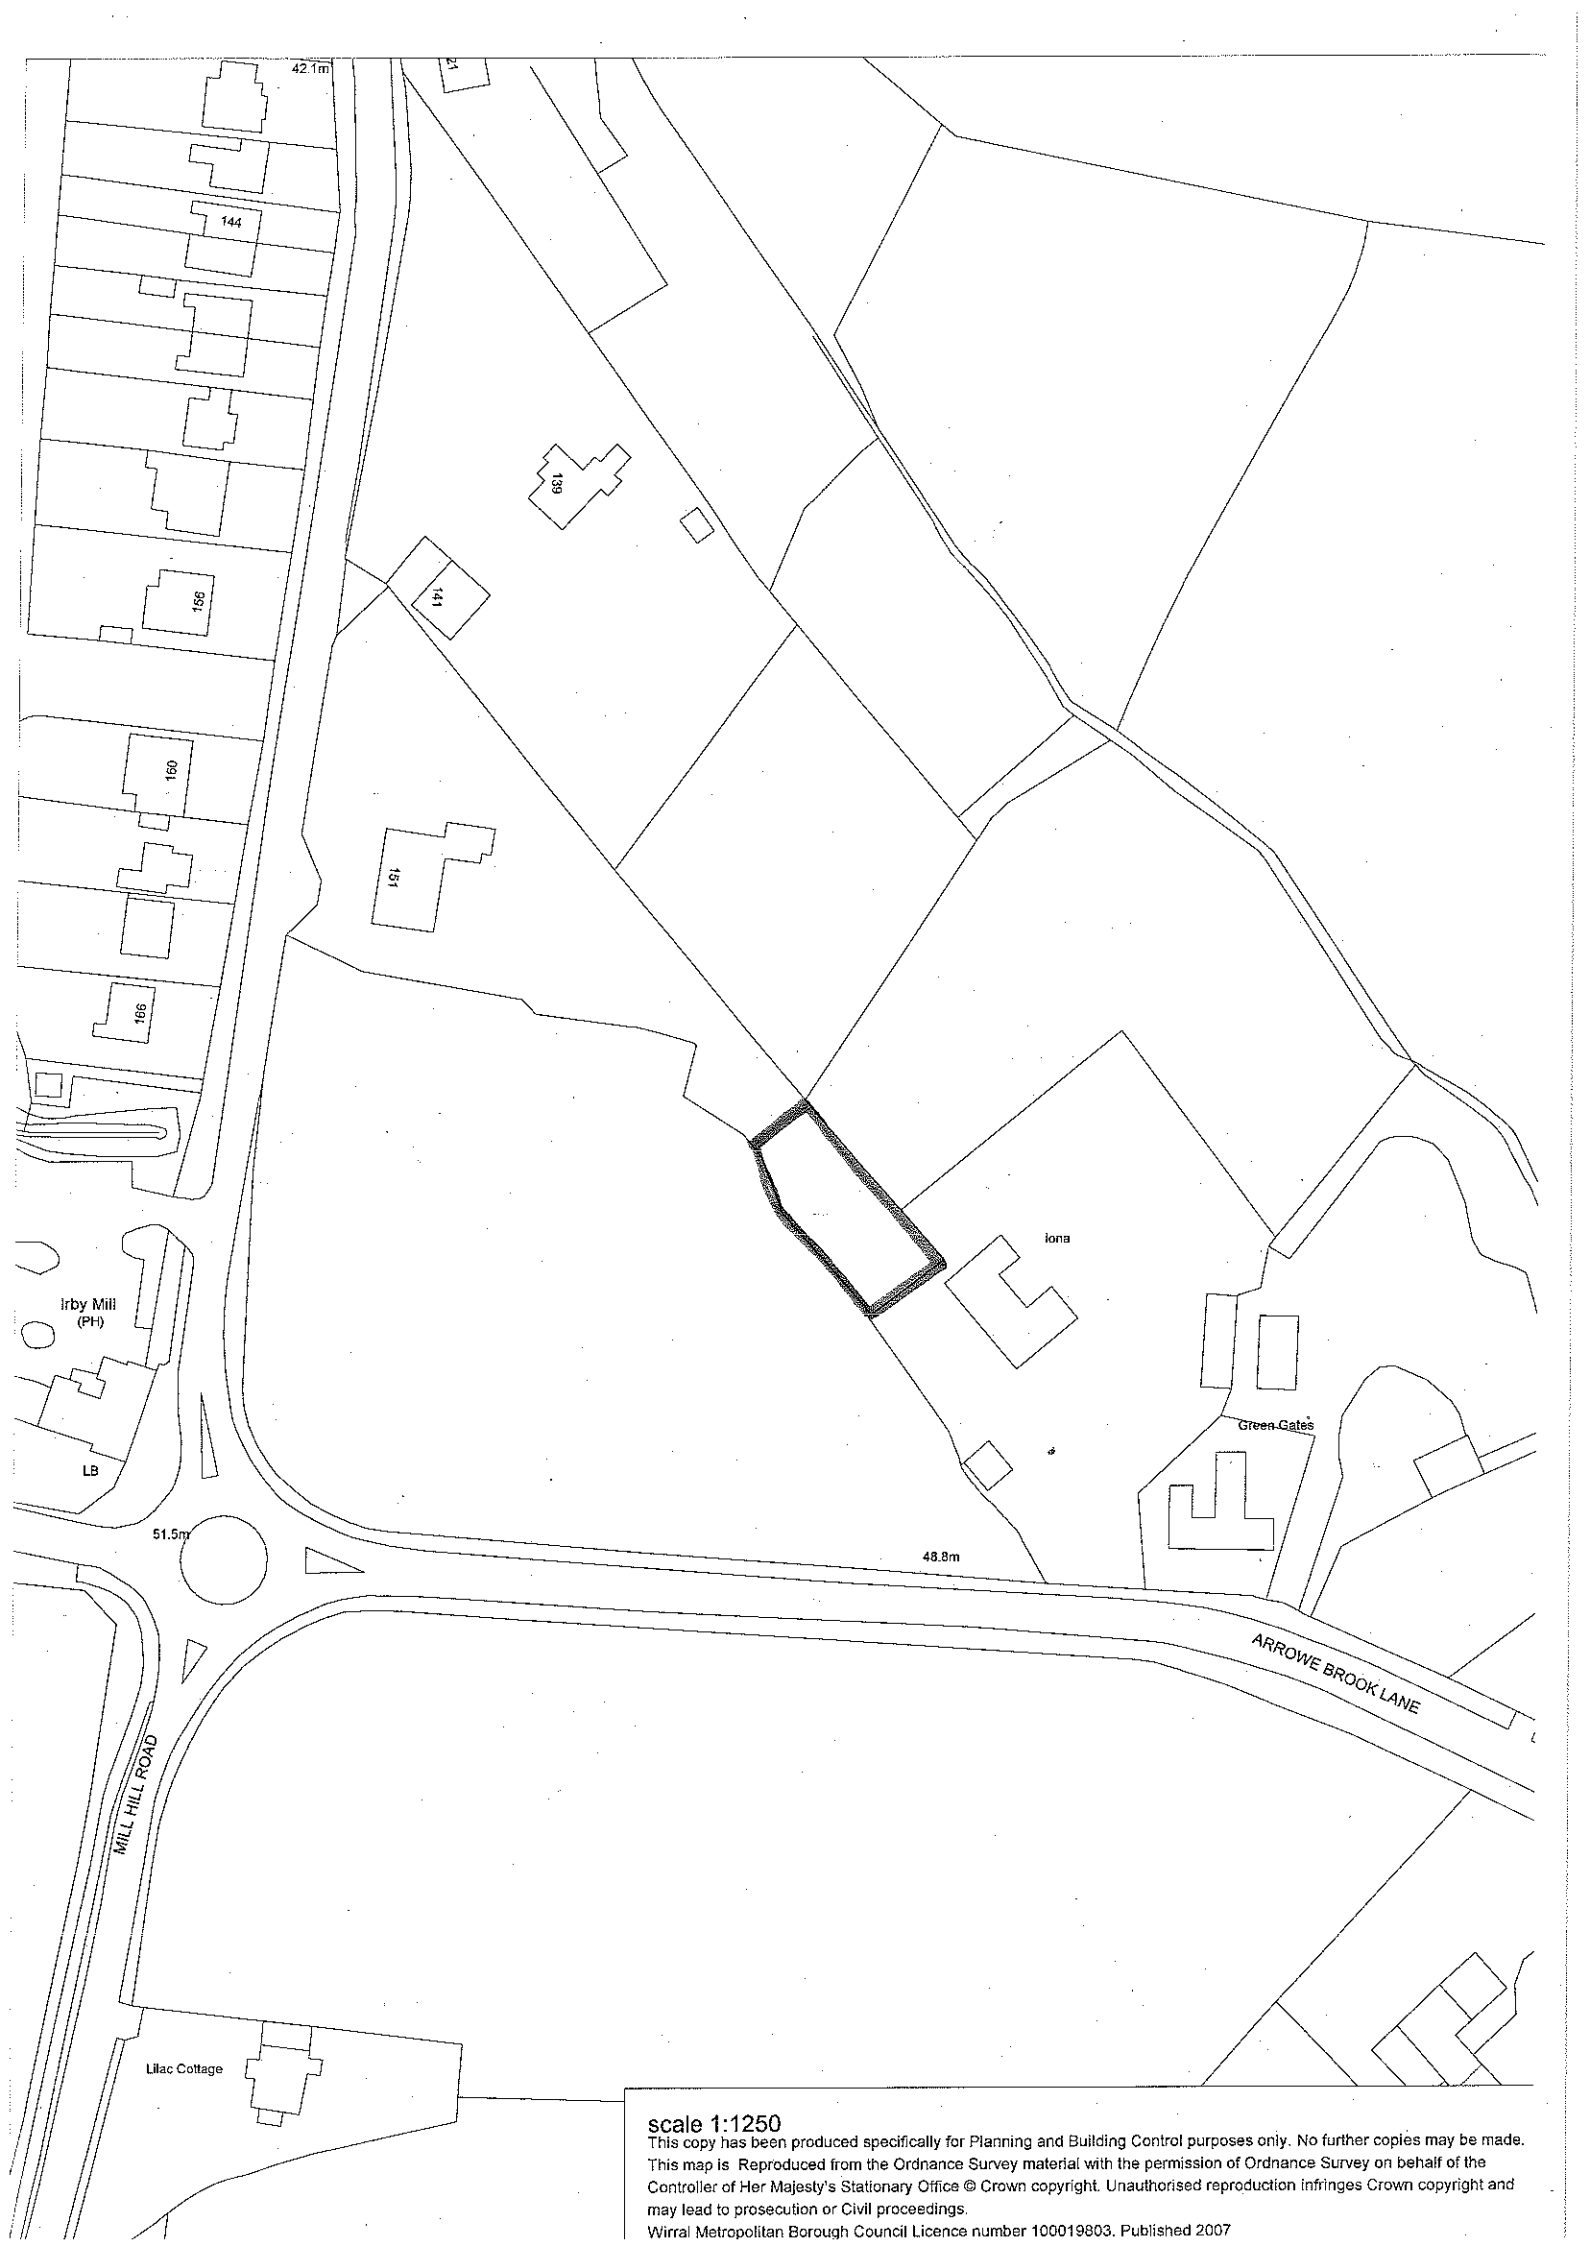 42.1m
21
144
139
141
156
160
151
166
Iona
Irby Mill
(PH)
Green Gates
LB
51.5m
48.8m
ARROWE BROOK LANE
MILL HILL ROAD
Lilac Cottage
scale 1:1250
This copy has been produced specifically for Planning and Building Control purposes only. No further copies may be made.
This map is Reproduced from the Ordnance Survey material with the permission of Ordnance Survey on behalf of the
Controller of Her Majesty's Stationary Office © Crown copyright. Unauthorised reproduction infringes Crown copyright and
may lead to prosecution or Civil proceedings.
Wirral Metropolitan Borough Council Licence number 100019803. Published 2007